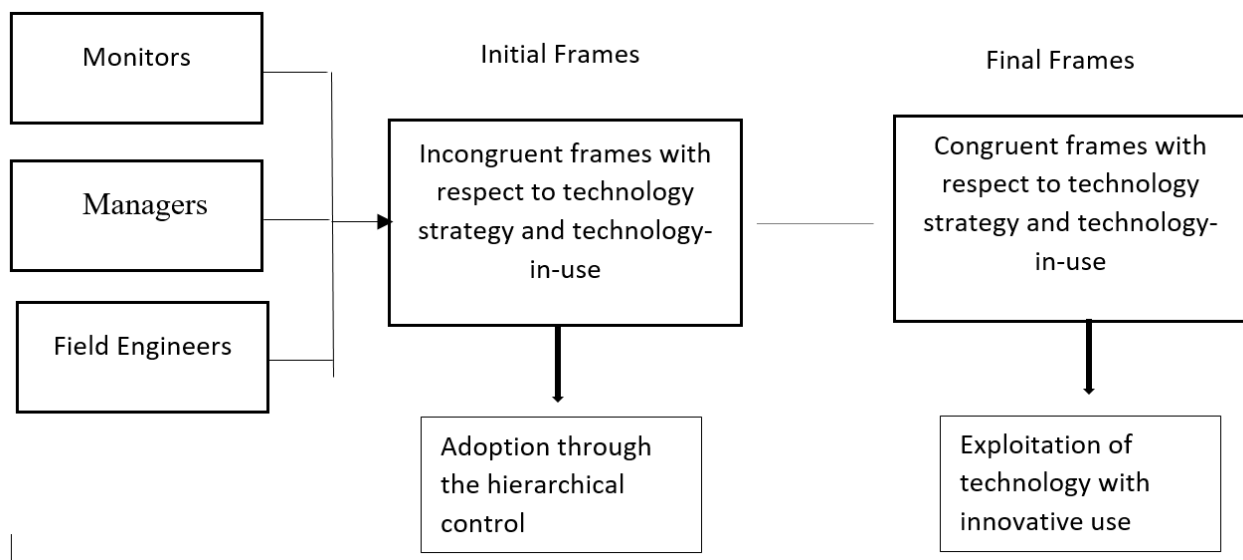 Monitors
Managers
Field Engineers
Initial Frames
Incongruent frames with
respect to technology
strategy and technology-
in-use
Adoption through
the hierarchical
control
Final Frames
Congruent frames with
respect to technology
strategy and technology-
in-use
Exploitation of
technology with
innovative use